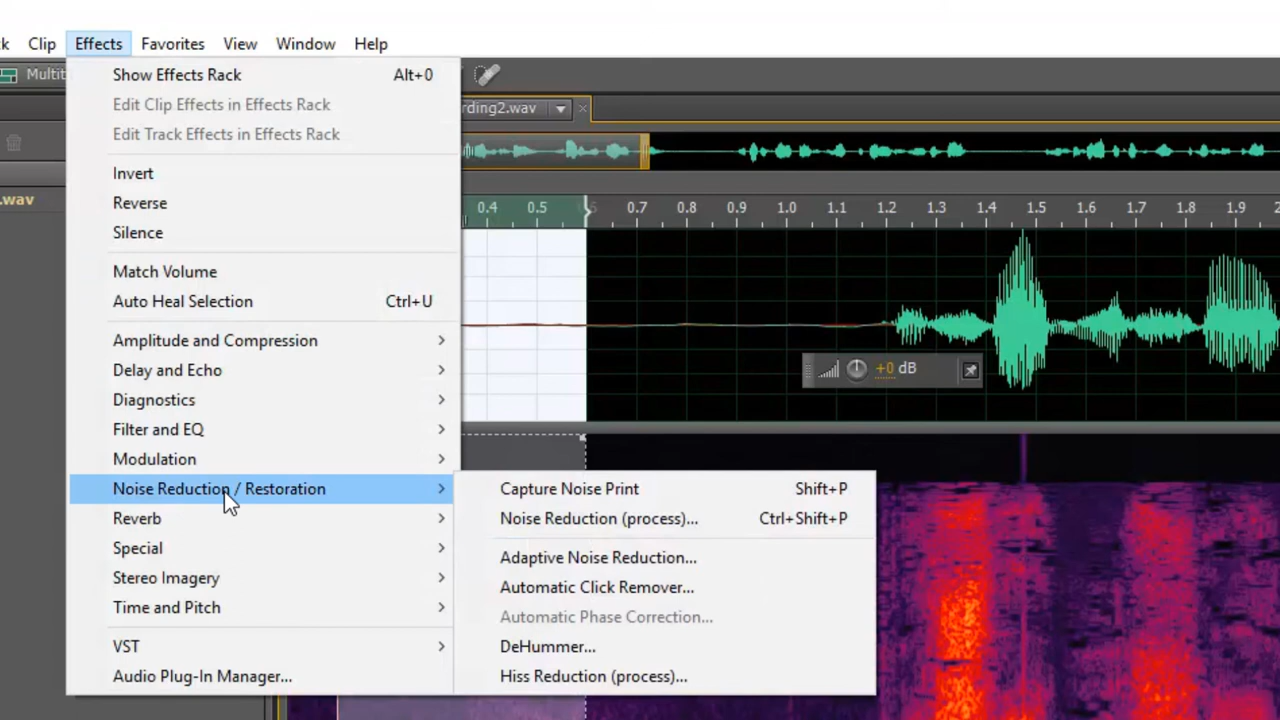 k Clip Effects Favorites View Window Help
Show Effects Rack Alt+0
Edit Clip Effects in Effects Rack
Edit Track Effects in Effects Rack
Invert
Reverse
Silence
Match Volume
Auto Heal Selection Ctrl+U
Amplitude and Compression
Delay and Echo
Diagnostics
Filter and EQ
Modulation
Noise Reduction / Restoration
Reverb
Special
Stereo Imagery
Time and Pitch
VST
Audio Plug-In Manager...
Capture Noise Print Shift+P
Noise Reduction (process)... Ctrl+Shift+P
Adaptive Noise Reduction...
Automatic Click Remover...
Automatic Phase Correction...
DeHummer...
Hiss Reduction (process)...
Multit
rding2.wav
.wav
0.4 0.5 0.6 0.7 0.8 0.9 1.0 1.1 1.2 1.3 1.4 1.5 1.6 1.7 1.8 1.9 2
+0 dB